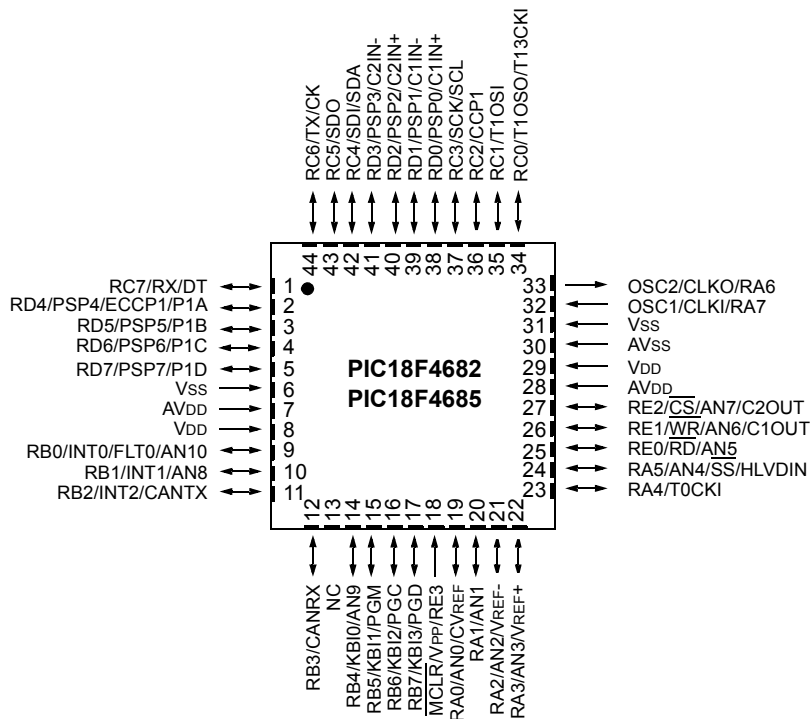 RC6/TX/CK
RC5/SDO
RC4/SDI/SDA
RD3/PSP3/C2IN-
RD2/PSP2/C2IN+
RD1/PSP1/C1IN-
RD0/PSP0/C1IN+
RC3/SCK/SCL
RC2/CCP1
RC1/T1OSI
RC0/T1OSO/T13CKI
44 43 42 41 40 39 38 37 36 35 34
RC7/RX/DT 1
RD4/PSP4/ECCP1/P1A 2
RD5/PSP5/P1B 3
RD6/PSP6/P1C 4
RD7/PSP7/P1D 5
VSS 6
AVDD 7
VDD 8
RB0/INT0/FLT0/AN10 9
RB1/INT1/AN8 10
RB2/INT2/CANTX 11
PIC18F4682
PIC18F4685
33 OSC2/CLKO/RA6
32 OSC1/CLKI/RA7
31 VSS
30 AVSS
29 VDD
28 AVDD
27 RE2/CS/AN7/C2OUT
26 RE1/WR/AN6/C1OUT
25 RE0/RD/AN5
24 RA5/AN4/SS/HLVDIN
23 RA4/T0CKI
12 13 14 15 16 17 18 19 20 21 22
RB3/CANRX
NC
RB4/KBI0/AN9
RB5/KBI1/PGM
RB6/KBI2/PGC
RB7/KBI3/PGD
MCLR/VPP/RE3
RA0/AN0/CVREF
RA1/AN1
RA2/AN2/VREF-
RA3/AN3/VREF+